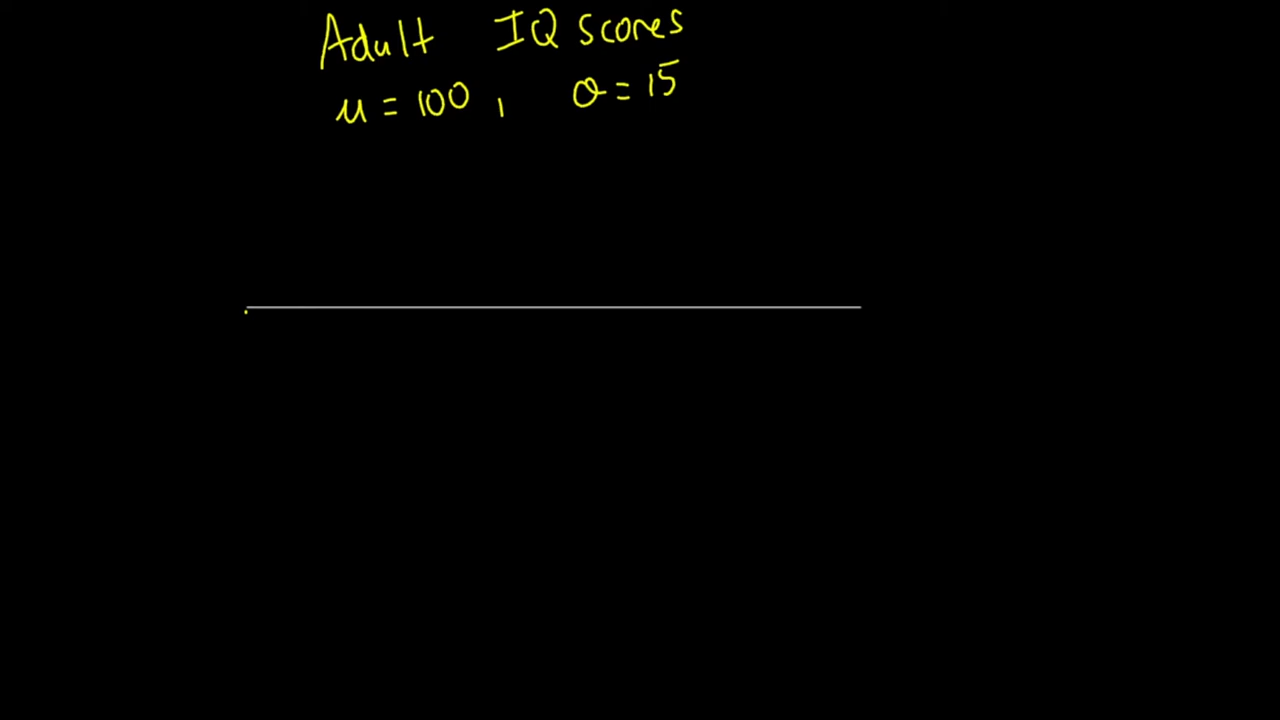 Adult IQ scores
μ = 100, σ = 15